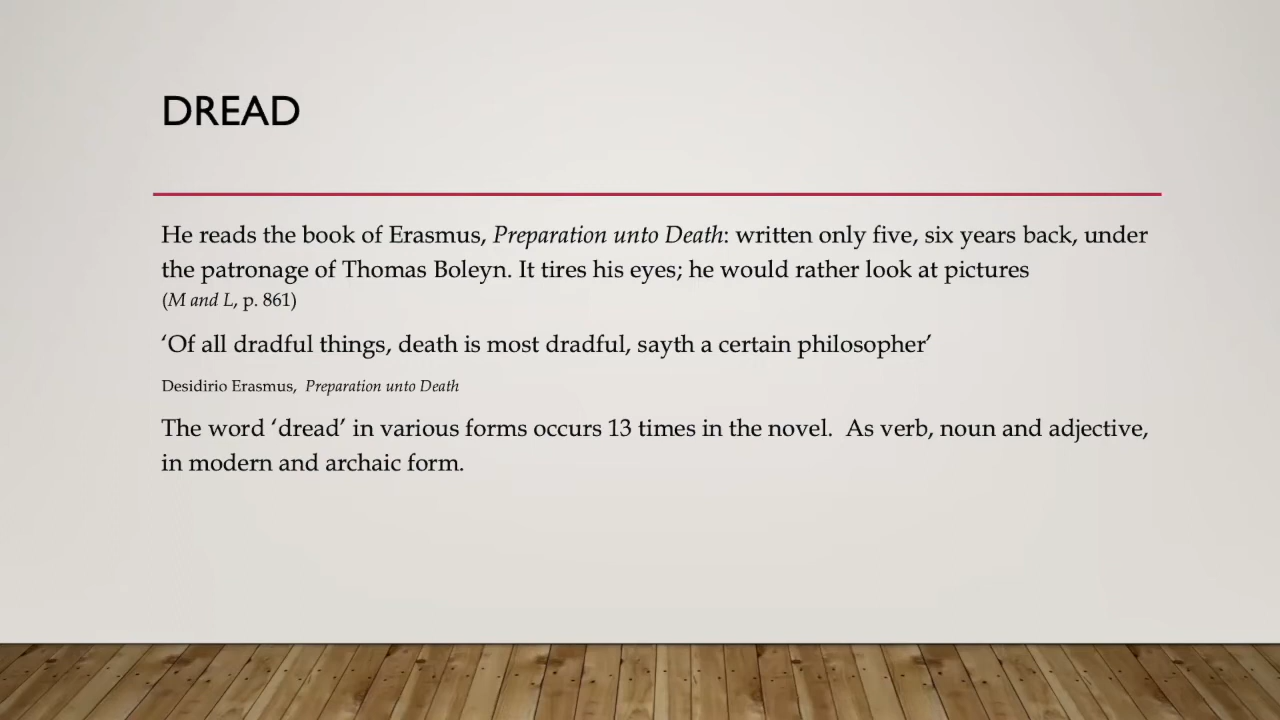 DREAD
He reads the book of Erasmus, Preparation unto Death: written only five, six years back, under
the patronage of Thomas Boleyn. It tires his eyes; he would rather look at pictures
(M and L, p. 861)
‘Of all dradful things, death is most dradful, sayth a certain philosopher’
Desidirio Erasmus,  Preparation unto Death
The word ‘dread’ in various forms occurs 13 times in the novel.  As verb, noun and adjective,
in modern and archaic form.